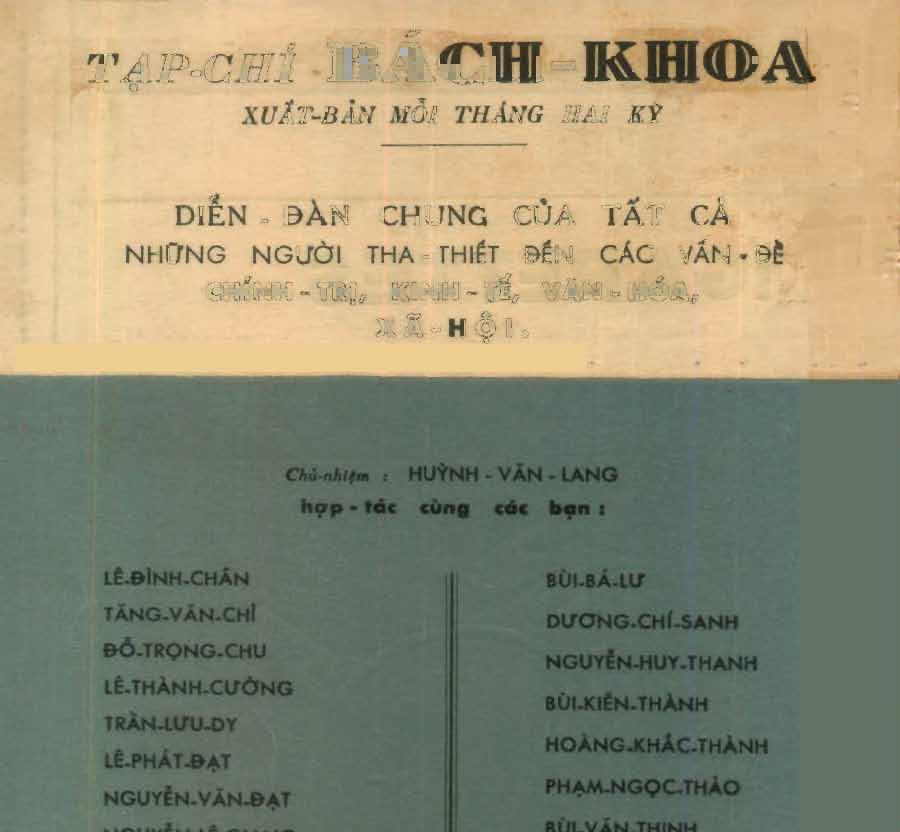 TẠP-CHÍ BÁCH-KHOA
XUẤT-BẢN MỖI THÁNG HAI KỲ
DIỄN - ĐÀN CHUNG CỦA TẤT CẢ
NHỮNG NGƯỜI THA - THIẾT ĐẾN CÁC VẤN - ĐỀ
CHÍNH - TRỊ, KINH - TẾ, VĂN - HÓA,
XÃ - HỘI.
Chủ-nhiệm : HUỲNH - VĂN - LANG
hợp - tác cùng các bạn :
LÊ-ĐÌNH-CHÂN
TĂNG-VĂN-CHỈ
ĐỖ-TRỌNG-CHU
LÊ-THÀNH-CƯỜNG
TRẦN-LƯU-DY
LÊ-PHÁT-ĐẠT
NGUYỄN-VĂN-ĐẠT
BÙI-BÁ-LƯ
DƯƠNG-CHÍ-SANH
NGUYỄN-HUY-THANH
BÙI-KIẾN-THÀNH
HOÀNG-KHẮC-THÀNH
PHẠM-NGỌC-THẢO
BÙI-VĂN-THỊNH